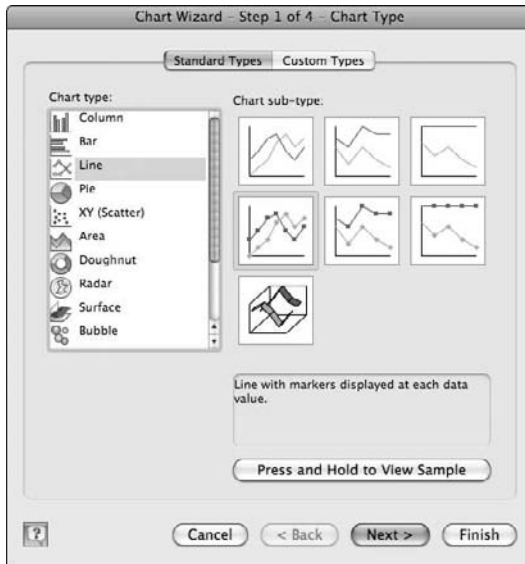 Chart Wizard – Step 1 of 4 – Chart Type
Standard Types Custom Types
Chart type:
Column
Bar
Line
Pie
XY (Scatter)
Area
Doughnut
Radar
Surface
Bubble
Chart sub-type:
Line with markers displayed at each data
value.
Press and Hold to View Sample
?
Cancel
< Back
Next >
Finish